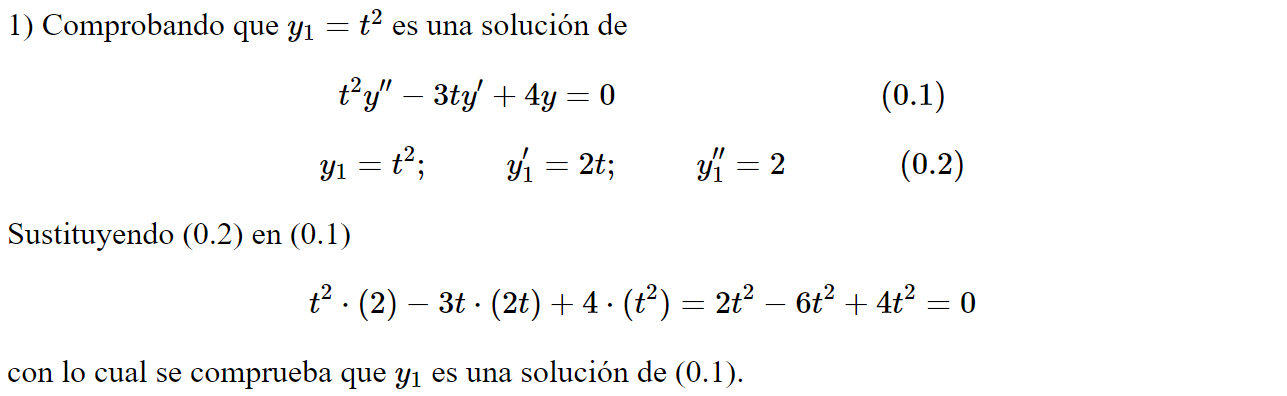 1) Comprobando que y₁ = t² es una solución de
t²y′′ − 3ty′ + 4y = 0 (0.1)
y₁ = t²; y₁′ = 2t; y₁′′ = 2 (0.2)
Sustituyendo (0.2) en (0.1)
t² · (2) − 3t · (2t) + 4 · (t²) = 2t² − 6t² + 4t² = 0
con lo cual se comprueba que y₁ es una solución de (0.1).